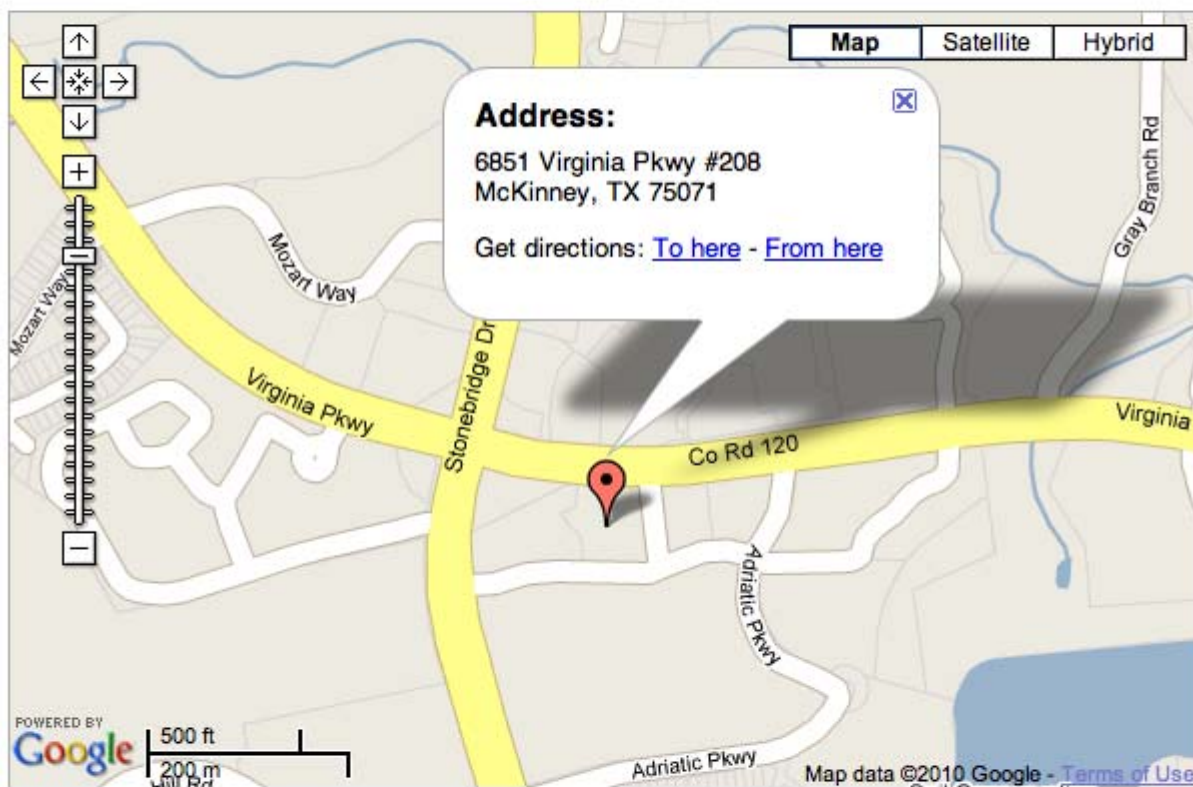 Map
Satellite
Hybrid
Address:
6851 Virginia Pkwy #208
McKinney, TX 75071
Get directions: To here - From here
Gray Branch Rd
Mozart Way
Mozart Way
Virginia Pkwy
Stonebridge Dr
Co Rd 120
Virginia
Adriatic Pkwy
Adriatic Pkwy
POWERED BY
Google
500 ft
200 m
Hill Rd
Map data ©2010 Google - Terms of Use